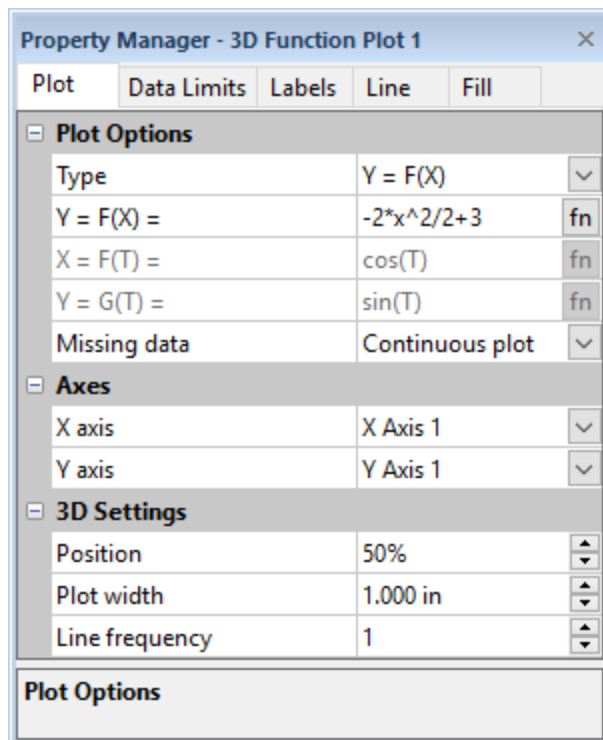 Property Manager - 3D Function Plot 1
Plot Data Limits Labels Line Fill
Plot Options
Type Y = F(X)
Y = F(X) = -2*x^2/2+3 fn
X = F(T) = cos(T) fn
Y = G(T) = sin(T) fn
Missing data Continuous plot
Axes
X axis X Axis 1
Y axis Y Axis 1
3D Settings
Position 50%
Plot width 1.000 in
Line frequency 1
Plot Options